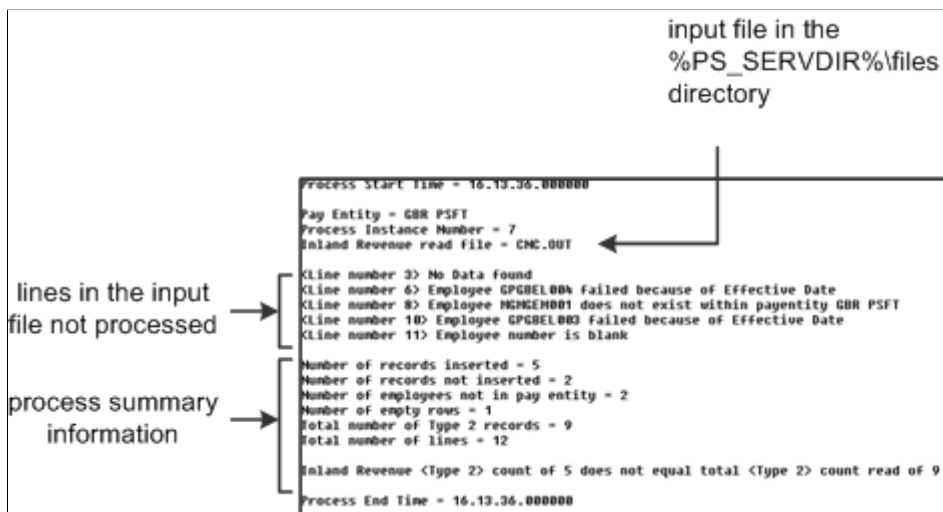 input file in the
%PS_SERVDIR%\files
directory
Process Start Time = 16.13.36.000000
Pay Entity = GBR PSFT
Process Instance Number = 7
Inland Revenue read file = CNC.OUT
lines in the input
file not processed
<Line number 3> No Data found
<Line number 6> Employee GPGBEL004 failed because of Effective Date
<Line number 8> Employee MGMGEM001 does not exist within payentity GBR PSFT
<Line number 10> Employee GPGBEL003 failed because of Effective Date
<Line number 11> Employee number is blank
process summary
information
Number of records inserted = 5
Number of records not inserted = 2
Number of employees not in pay entity = 2
Number of empty rows = 1
Total number of Type 2 records = 9
Total number of lines = 12
Inland Revenue <Type 2> count of 5 does not equal total <Type 2> count read of 9
Process End Time = 16.13.36.000000